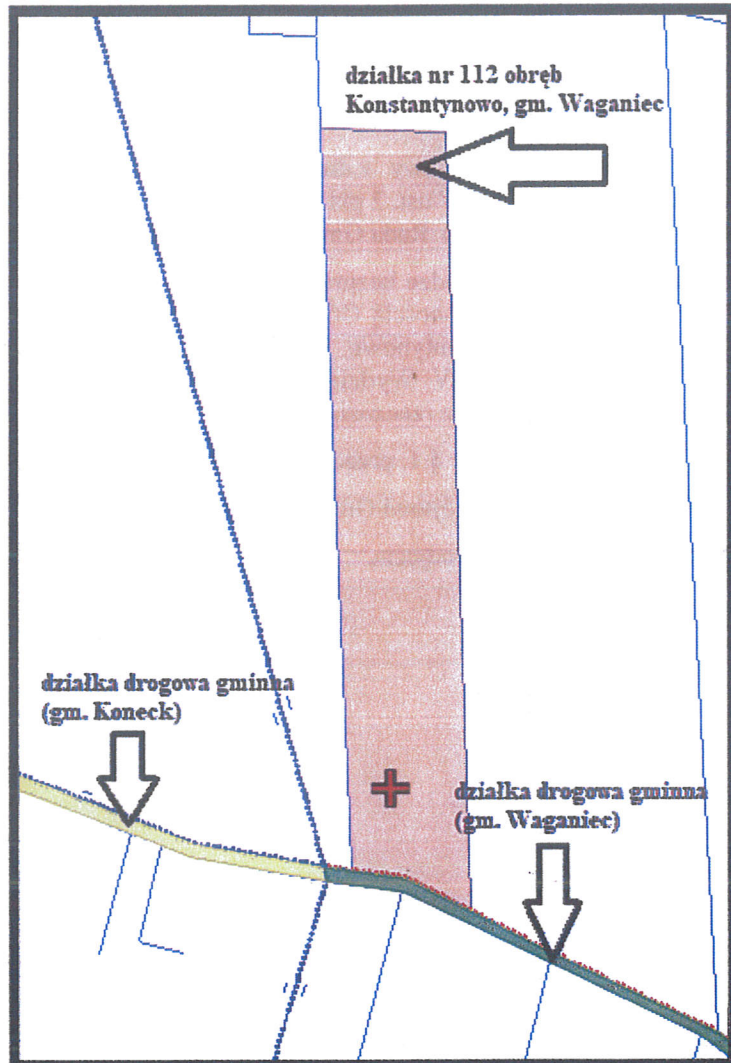 działka nr 112 obręb
Konstantynowo, gm. Waganiec
działka drogowa gminna
(gm. Koneck)
działka drogowa gminna
(gm. Waganiec)